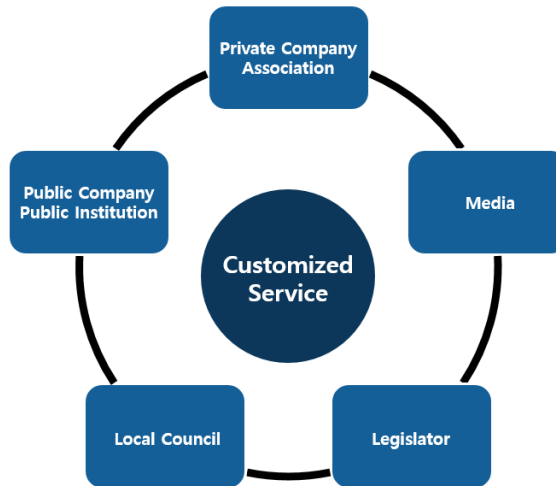 Private Company
Association
Public Company
Public Institution
Media
Customized
Service
Local Council
Legislator